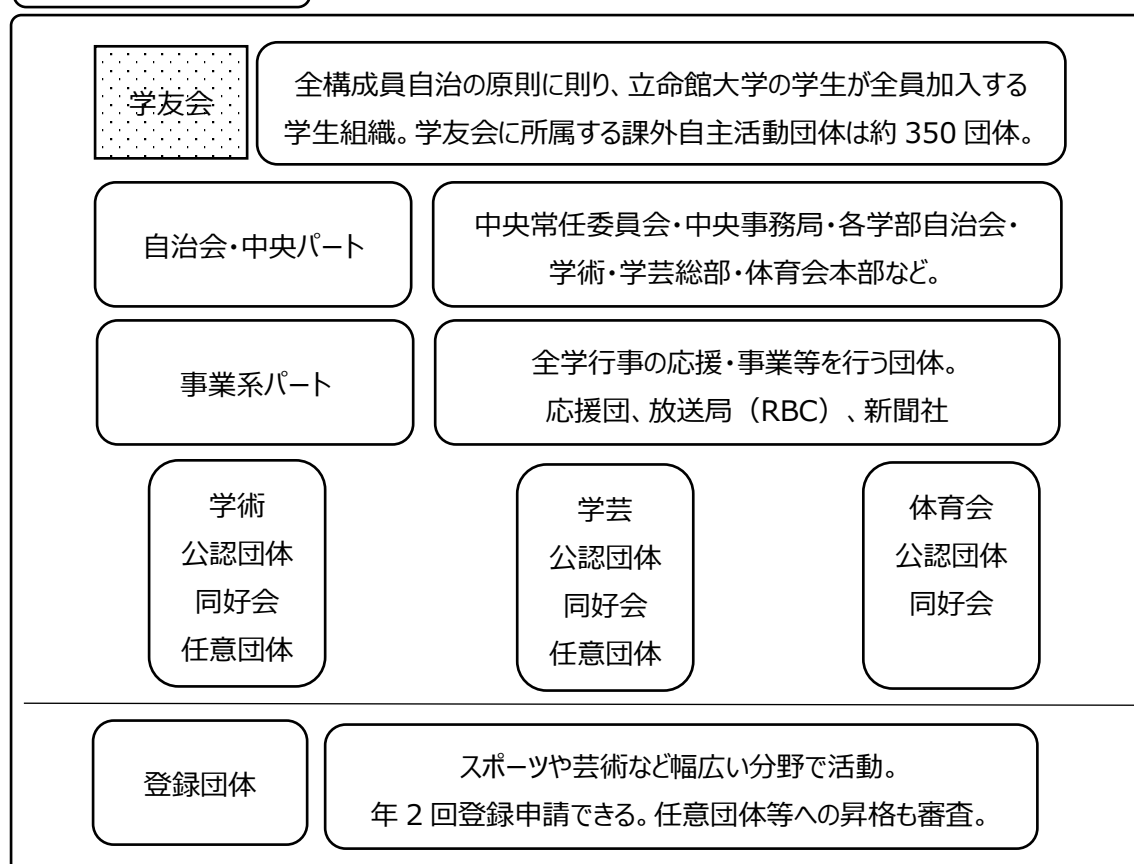 学友会
全構成員自治の原則に則り、立命館大学の学生が全員加入する
学生組織。学友会に所属する課外自主活動団体は約 350 団体。
自治会・中央パート
中央常任委員会・中央事務局・各学部自治会・
学術・学芸総部・体育会本部など。
事業系パート
全学行事の応援・事業等を行う団体。
応援団、放送局（RBC）、新聞社
学術
公認団体
同好会
任意団体
学芸
公認団体
同好会
任意団体
体育会
公認団体
同好会
登録団体
スポーツや芸術など幅広い分野で活動。
年 2 回登録申請できる。任意団体等への昇格も審査。